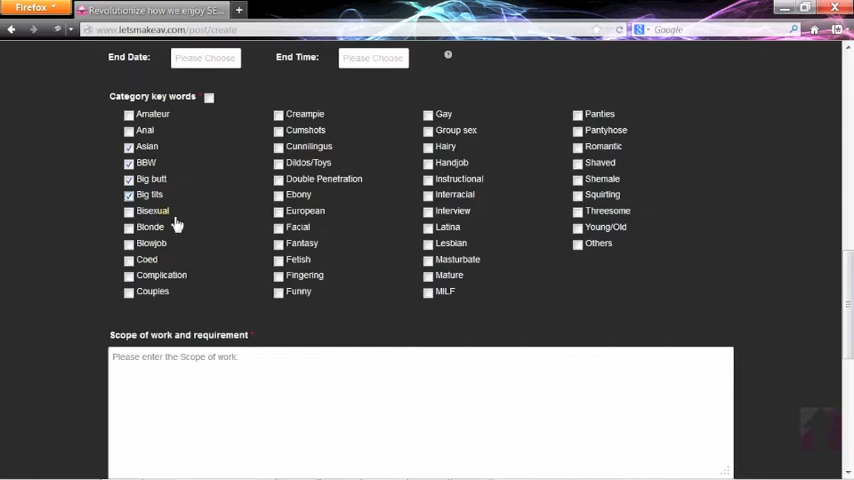 Firefox
Revolutionize how we enjoy SE...
www.letsmakeav.com/post/create
Google
End Date: Please Choose End Time: Please Choose
Category key words *
Amateur Creampie Gay Panties
Anal Cumshots Group sex Pantyhose
Asian Cunnilingus Hairy Romantic
BBW Dildos/Toys Handjob Shaved
Big butt Double Penetration Instructional Shemale
Big tits Ebony Interracial Squirting
Bisexual European Interview Threesome
Blonde Facial Latina Young/Old
Blowjob Fantasy Lesbian Others
Coed Fetish Masturbate
Complication Fingering Mature
Couples Funny MILF
Scope of work and requirement *
Please enter the Scope of work: